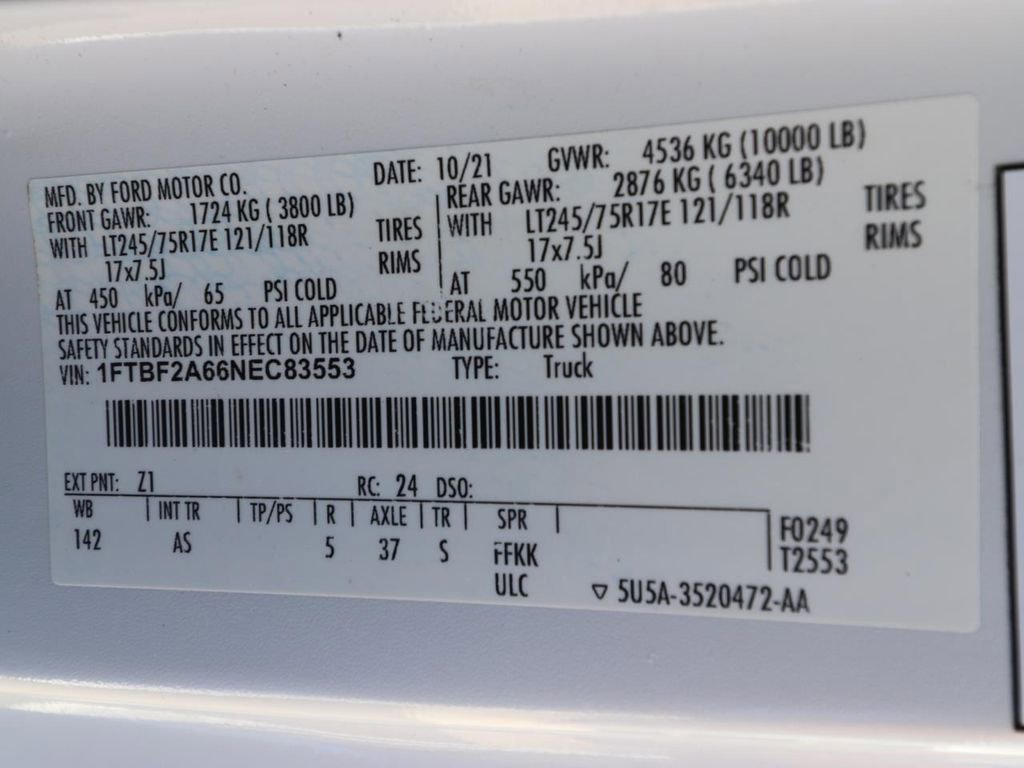 MFD. BY FORD MOTOR CO. DATE: 10/21 GVWR: 4536 KG (10000 LB)
FRONT GAWR: 1724 KG ( 3800 LB) REAR GAWR: 2876 KG ( 6340 LB)
WITH LT245/75R17E 121/118R TIRES WITH LT245/75R17E 121/118R TIRES
17x7.5J RIMS 17x7.5J RIMS
AT 450 kPa/ 65 PSI COLD AT 550 kPa/ 80 PSI COLD
THIS VEHICLE CONFORMS TO ALL APPLICABLE FEDERAL MOTOR VEHICLE
SAFETY STANDARDS IN EFFECT ON THE DATE OF MANUFACTURE SHOWN ABOVE.
VIN: 1FTBF2A66NEC83553 TYPE: Truck
EXT PNT: Z1 RC: 24 DSO:
WB INT TR TP/PS R AXLE TR SPR F0249
142 AS 5 37 S FFKK T2553
ULC ▽ 5U5A-3520472-AA